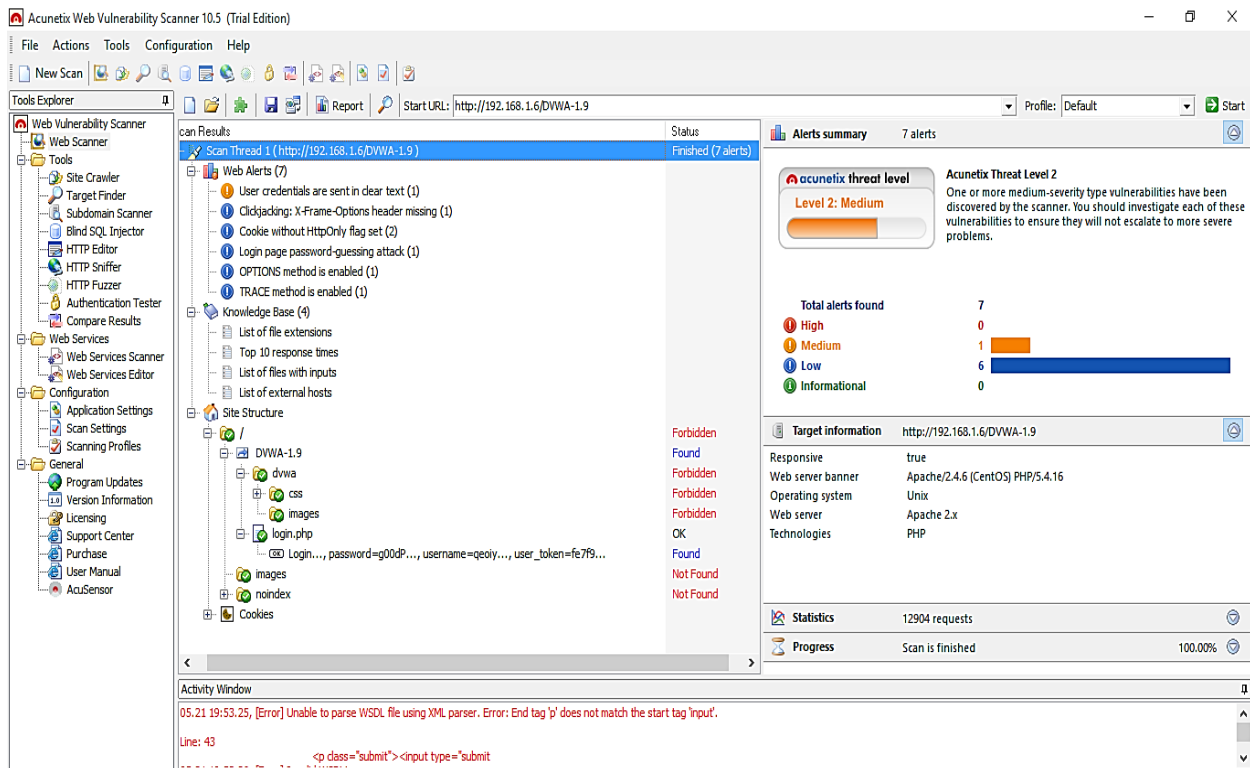 Acunetix Web Vulnerability Scanner 10.5 (Trial Edition)
File Actions Tools Configuration Help
New Scan
Tools Explorer
Report
Start URL: http://192.168.1.6/DVWA-1.9
Profile: Default
Start
Web Vulnerability Scanner
Web Scanner
Tools
Site Crawler
Target Finder
Subdomain Scanner
Blind SQL Injector
HTTP Editor
HTTP Sniffer
HTTP Fuzzer
Authentication Tester
Compare Results
Web Services
Web Services Scanner
Web Services Editor
Configuration
Application Settings
Scan Settings
Scanning Profiles
General
Program Updates
Version Information
Licensing
Support Center
Purchase
User Manual
AcuSensor
can Results Status
Scan Thread 1 ( http://192.168.1.6/DVWA-1.9 ) Finished (7 alerts)
Web Alerts (7)
User credentials are sent in clear text (1)
Clickjacking: X-Frame-Options header missing (1)
Cookie without HttpOnly flag set (2)
Login page password-guessing attack (1)
OPTIONS method is enabled (1)
TRACE method is enabled (1)
Knowledge Base (4)
List of file extensions
Top 10 response times
List of files with inputs
List of external hosts
Site Structure
/ Forbidden
DVWA-1.9 Found
dvwa Forbidden
css Forbidden
images Forbidden
login.php OK
Login..., password=g00dP..., username=qeoiy..., user_token=fe7f9... Found
images Not Found
noindex Not Found
Cookies
Alerts summary 7 alerts
acunetix threat level
Level 2: Medium
Acunetix Threat Level 2
One or more medium-severity type vulnerabilities have been
discovered by the scanner. You should investigate each of these
vulnerabilities to ensure they will not escalate to more severe
problems.
Total alerts found 7
High 0
Medium 1
Low 6
Informational 0
Target information http://192.168.1.6/DVWA-1.9
Responsive true
Web server banner Apache/2.4.6 (CentOS) PHP/5.4.16
Operating system Unix
Web server Apache 2.x
Technologies PHP
Statistics 12904 requests
Progress Scan is finished 100.00%
Activity Window
05.21 19:53.25, [Error] Unable to parse WSDL file using XML parser. Error: End tag 'p' does not match the start tag 'input'.
Line: 43
<p class="submit"><input type="submit